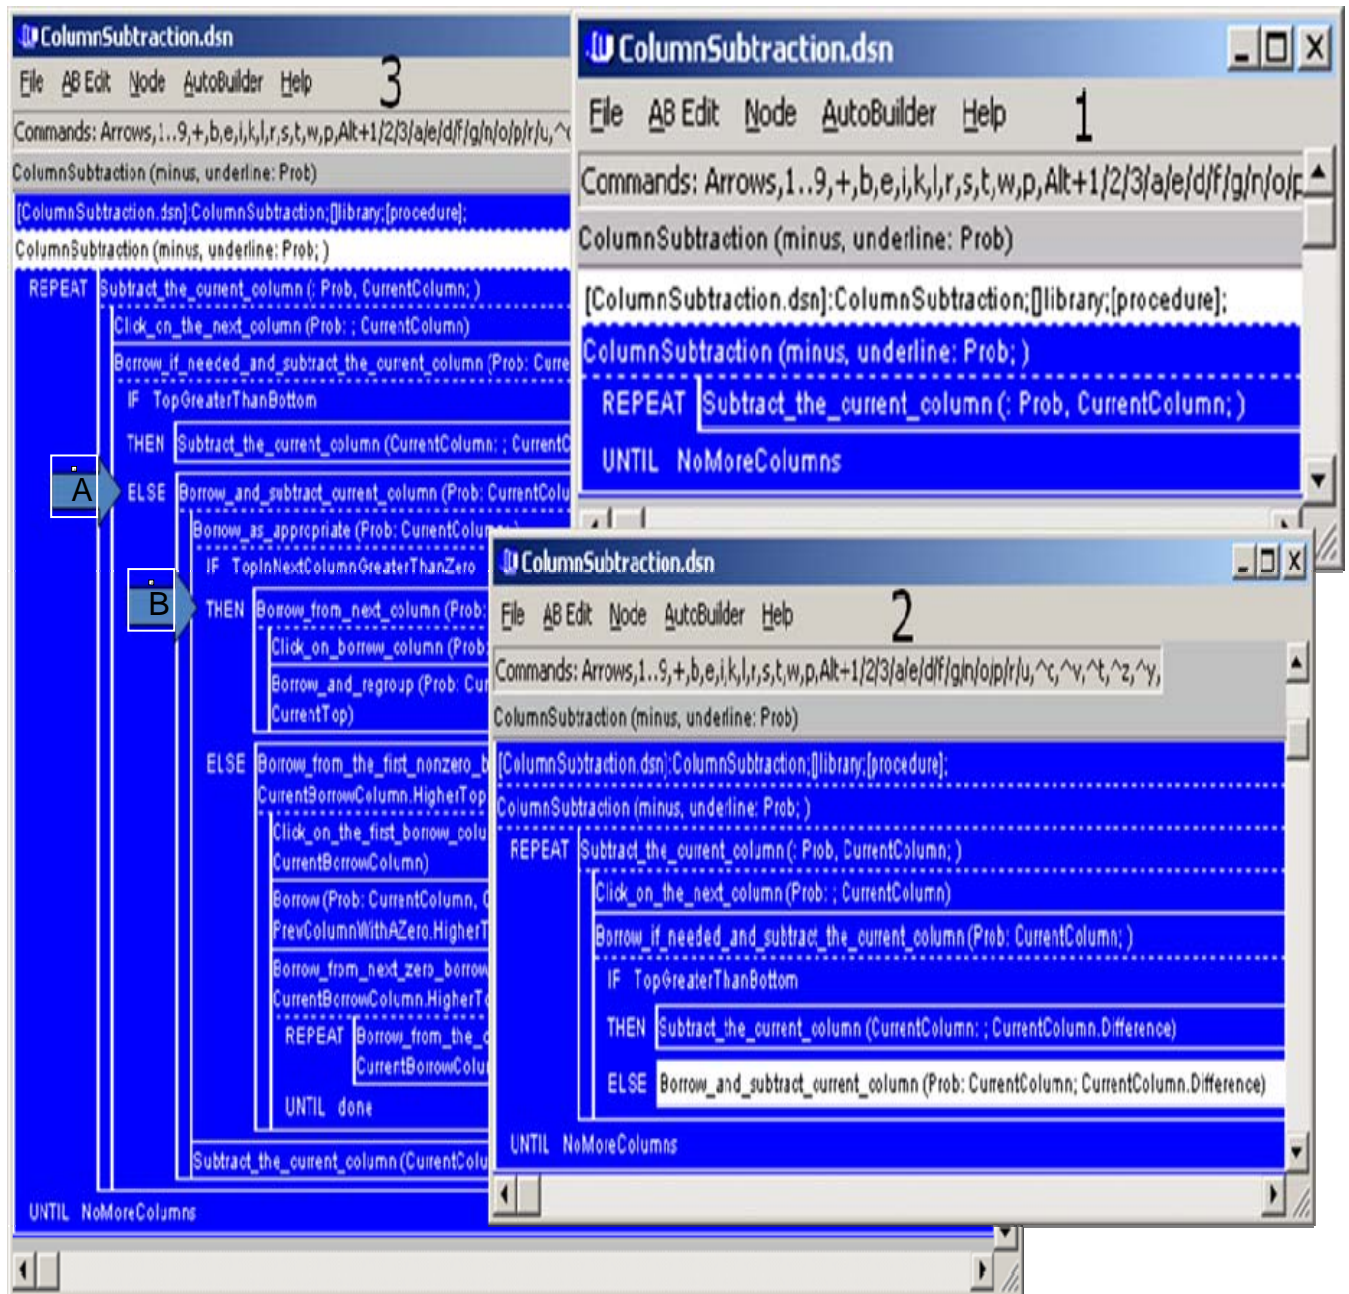 ColumnSubtraction.dsn
File AB Edit Node AutoBuilder Help
3
Commands: Arrows,1..9,+,b,e,i,k,l,r,s,t,w,p,Alt+1/2/3/a/e/d/f/g/n/o/p/r/u,^c
ColumnSubtraction (minus, underline: Prob)
[ColumnSubtraction.dsn]:ColumnSubtraction;[]library;[procedure];
ColumnSubtraction (minus, underline: Prob; )
REPEAT Subtract_the_current_column (: Prob, CurrentColumn; )
Click_on_the_next_column (Prob: ; CurrentColumn)
Borrow_if_needed_and_subtract_the_current_column (Prob: Curre
IF TopGreaterThanBottom
THEN Subtract_the_current_column (CurrentColumn: ; CurrentC
A
ELSE Borrow_and_subtract_current_column (Prob: CurrentColu
Borrow_as_appropriate (Prob: CurrentColumn; )
IF TopInNextColumnGreaterThanZero
B
THEN Borrow_from_next_column (Prob:
Click_on_borrow_column (Prob:
Borrow_and_regroup (Prob: Cur
CurrentTop)
ELSE Borrow_from_the_first_nonzero_b
CurrentBorrowColumn.HigherTop
Click_on_the_first_borrow_colu
CurrentBorrowColumn)
Borrow (Prob: CurrentColumn, C
PrevColumnWithAZero.HigherT
Borrow_from_next_zero_borrow
CurrentBorrowColumn.HigherTo
REPEAT Borrow_from_the_c
CurrentBorrowColu
UNTIL done
Subtract_the_current_column (CurrentColu
UNTIL NoMoreColumns
ColumnSubtraction.dsn
File AB Edit Node AutoBuilder Help
1
Commands: Arrows,1..9,+,b,e,i,k,l,r,s,t,w,p,Alt+1/2/3/a/e/d/f/g/n/o/p
ColumnSubtraction (minus, underline: Prob)
[ColumnSubtraction.dsn]:ColumnSubtraction;[]library;[procedure];
ColumnSubtraction (minus, underline: Prob; )
REPEAT Subtract_the_current_column (: Prob, CurrentColumn; )
UNTIL NoMoreColumns
ColumnSubtraction.dsn
File AB Edit Node AutoBuilder Help
2
Commands: Arrows,1..9,+,b,e,i,k,l,r,s,t,w,p,Alt+1/2/3/a/e/d/f/g/n/o/p/r/u,^c,^v,^t,^z,^y,
ColumnSubtraction (minus, underline: Prob)
[ColumnSubtraction.dsn]:ColumnSubtraction;[]library;[procedure];
ColumnSubtraction (minus, underline: Prob; )
REPEAT Subtract_the_current_column (: Prob, CurrentColumn; )
Click_on_the_next_column (Prob: ; CurrentColumn)
Borrow_if_needed_and_subtract_the_current_column (Prob: CurrentColumn; )
IF TopGreaterThanBottom
THEN Subtract_the_current_column (CurrentColumn: ; CurrentColumn.Difference)
ELSE Borrow_and_subtract_current_column (Prob: CurrentColumn; CurrentColumn.Difference)
UNTIL NoMoreColumns